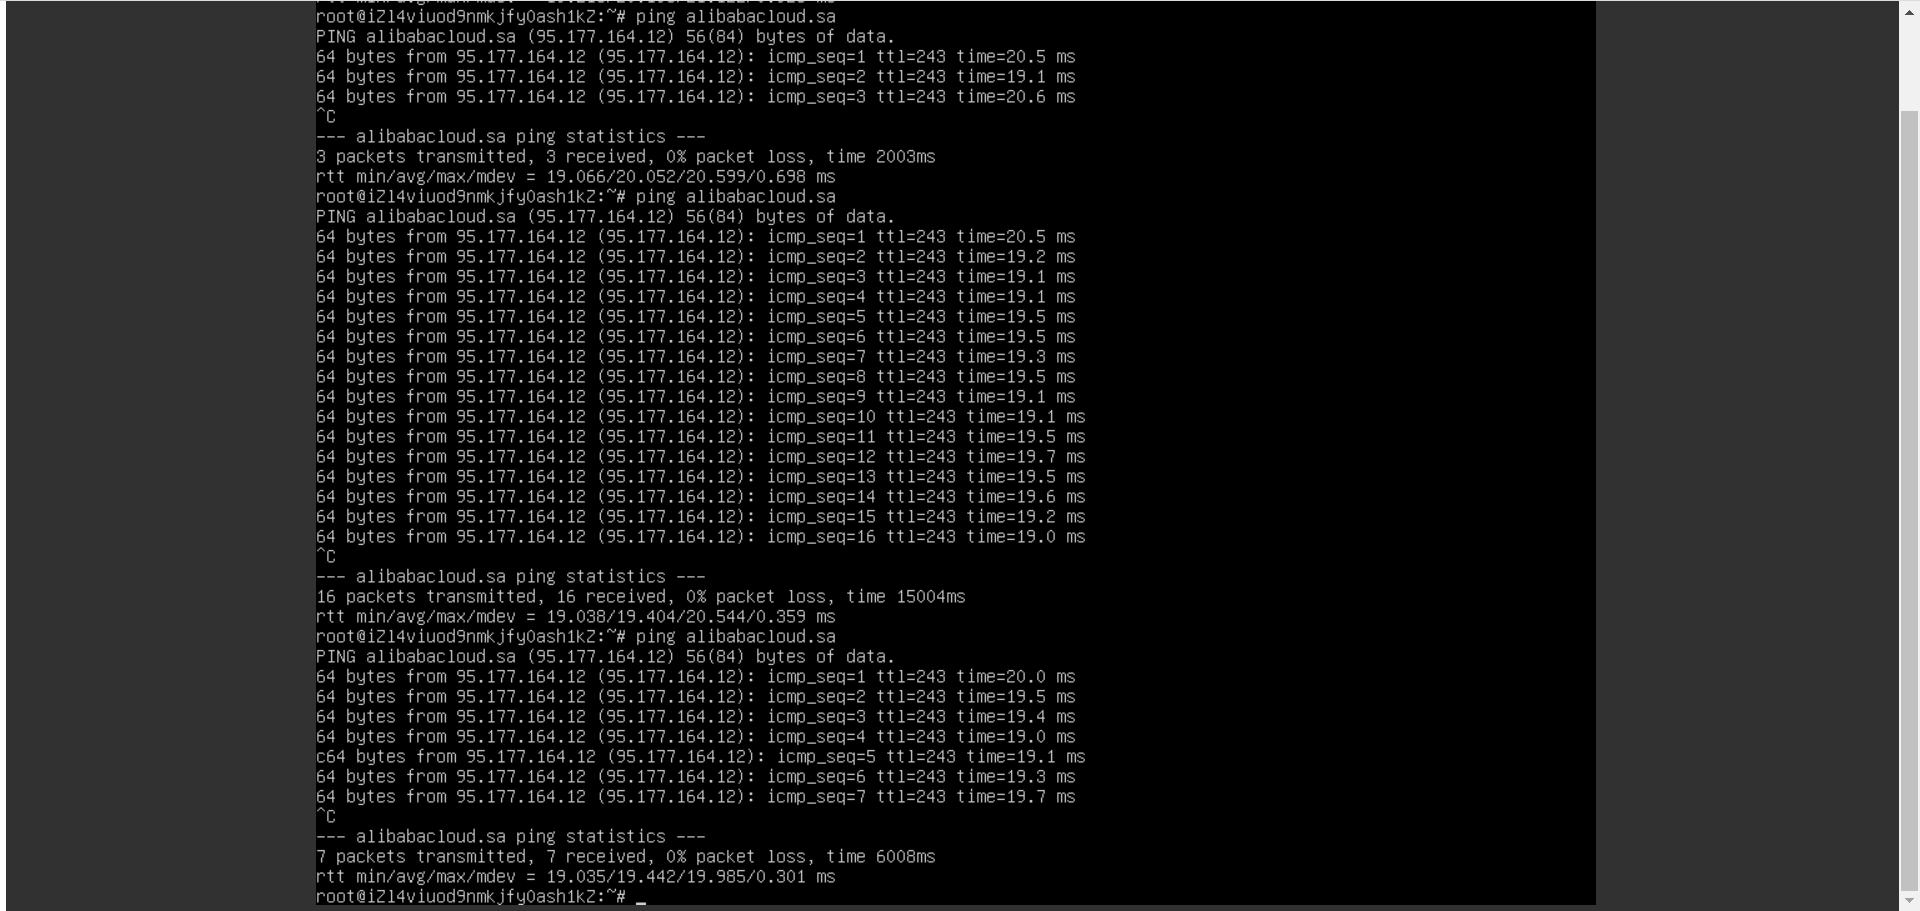 root@iZl4viuod9nmkjfy0ash1kZ:~# ping alibabacloud.sa
PING alibabacloud.sa (95.177.164.12) 56(84) bytes of data.
64 bytes from 95.177.164.12 (95.177.164.12): icmp_seq=1 ttl=243 time=20.5 ms
64 bytes from 95.177.164.12 (95.177.164.12): icmp_seq=2 ttl=243 time=19.1 ms
64 bytes from 95.177.164.12 (95.177.164.12): icmp_seq=3 ttl=243 time=20.6 ms
^C
--- alibabacloud.sa ping statistics ---
3 packets transmitted, 3 received, 0% packet loss, time 2003ms
rtt min/avg/max/mdev = 19.066/20.052/20.599/0.698 ms
root@iZl4viuod9nmkjfy0ash1kZ:~# ping alibabacloud.sa
PING alibabacloud.sa (95.177.164.12) 56(84) bytes of data.
64 bytes from 95.177.164.12 (95.177.164.12): icmp_seq=1 ttl=243 time=20.5 ms
64 bytes from 95.177.164.12 (95.177.164.12): icmp_seq=2 ttl=243 time=19.2 ms
64 bytes from 95.177.164.12 (95.177.164.12): icmp_seq=3 ttl=243 time=19.1 ms
64 bytes from 95.177.164.12 (95.177.164.12): icmp_seq=4 ttl=243 time=19.1 ms
64 bytes from 95.177.164.12 (95.177.164.12): icmp_seq=5 ttl=243 time=19.5 ms
64 bytes from 95.177.164.12 (95.177.164.12): icmp_seq=6 ttl=243 time=19.5 ms
64 bytes from 95.177.164.12 (95.177.164.12): icmp_seq=7 ttl=243 time=19.3 ms
64 bytes from 95.177.164.12 (95.177.164.12): icmp_seq=8 ttl=243 time=19.5 ms
64 bytes from 95.177.164.12 (95.177.164.12): icmp_seq=9 ttl=243 time=19.1 ms
64 bytes from 95.177.164.12 (95.177.164.12): icmp_seq=10 ttl=243 time=19.1 ms
64 bytes from 95.177.164.12 (95.177.164.12): icmp_seq=11 ttl=243 time=19.5 ms
64 bytes from 95.177.164.12 (95.177.164.12): icmp_seq=12 ttl=243 time=19.7 ms
64 bytes from 95.177.164.12 (95.177.164.12): icmp_seq=13 ttl=243 time=19.5 ms
64 bytes from 95.177.164.12 (95.177.164.12): icmp_seq=14 ttl=243 time=19.6 ms
64 bytes from 95.177.164.12 (95.177.164.12): icmp_seq=15 ttl=243 time=19.2 ms
64 bytes from 95.177.164.12 (95.177.164.12): icmp_seq=16 ttl=243 time=19.0 ms
^C
--- alibabacloud.sa ping statistics ---
16 packets transmitted, 16 received, 0% packet loss, time 15004ms
rtt min/avg/max/mdev = 19.038/19.404/20.544/0.359 ms
root@iZl4viuod9nmkjfy0ash1kZ:~# ping alibabacloud.sa
PING alibabacloud.sa (95.177.164.12) 56(84) bytes of data.
64 bytes from 95.177.164.12 (95.177.164.12): icmp_seq=1 ttl=243 time=20.0 ms
64 bytes from 95.177.164.12 (95.177.164.12): icmp_seq=2 ttl=243 time=19.5 ms
64 bytes from 95.177.164.12 (95.177.164.12): icmp_seq=3 ttl=243 time=19.4 ms
64 bytes from 95.177.164.12 (95.177.164.12): icmp_seq=4 ttl=243 time=19.0 ms
c64 bytes from 95.177.164.12 (95.177.164.12): icmp_seq=5 ttl=243 time=19.1 ms
64 bytes from 95.177.164.12 (95.177.164.12): icmp_seq=6 ttl=243 time=19.3 ms
64 bytes from 95.177.164.12 (95.177.164.12): icmp_seq=7 ttl=243 time=19.7 ms
^C
--- alibabacloud.sa ping statistics ---
7 packets transmitted, 7 received, 0% packet loss, time 6008ms
rtt min/avg/max/mdev = 19.035/19.442/19.985/0.301 ms
root@iZl4viuod9nmkjfy0ash1kZ:~# _